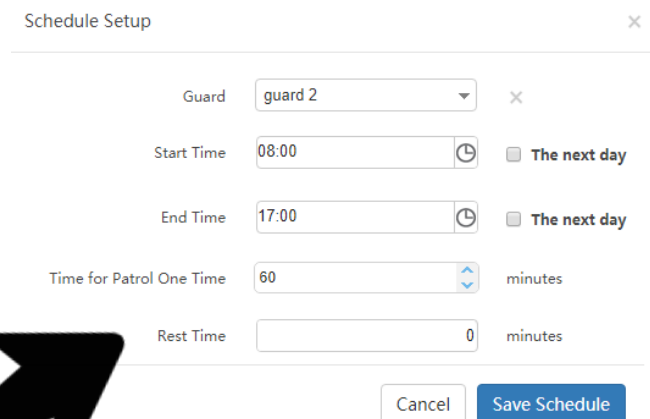 Schedule Setup
Guard guard 2
Start Time 08:00 The next day
End Time 17:00 The next day
Time for Patrol One Time 60 minutes
Rest Time 0 minutes
Cancel Save Schedule